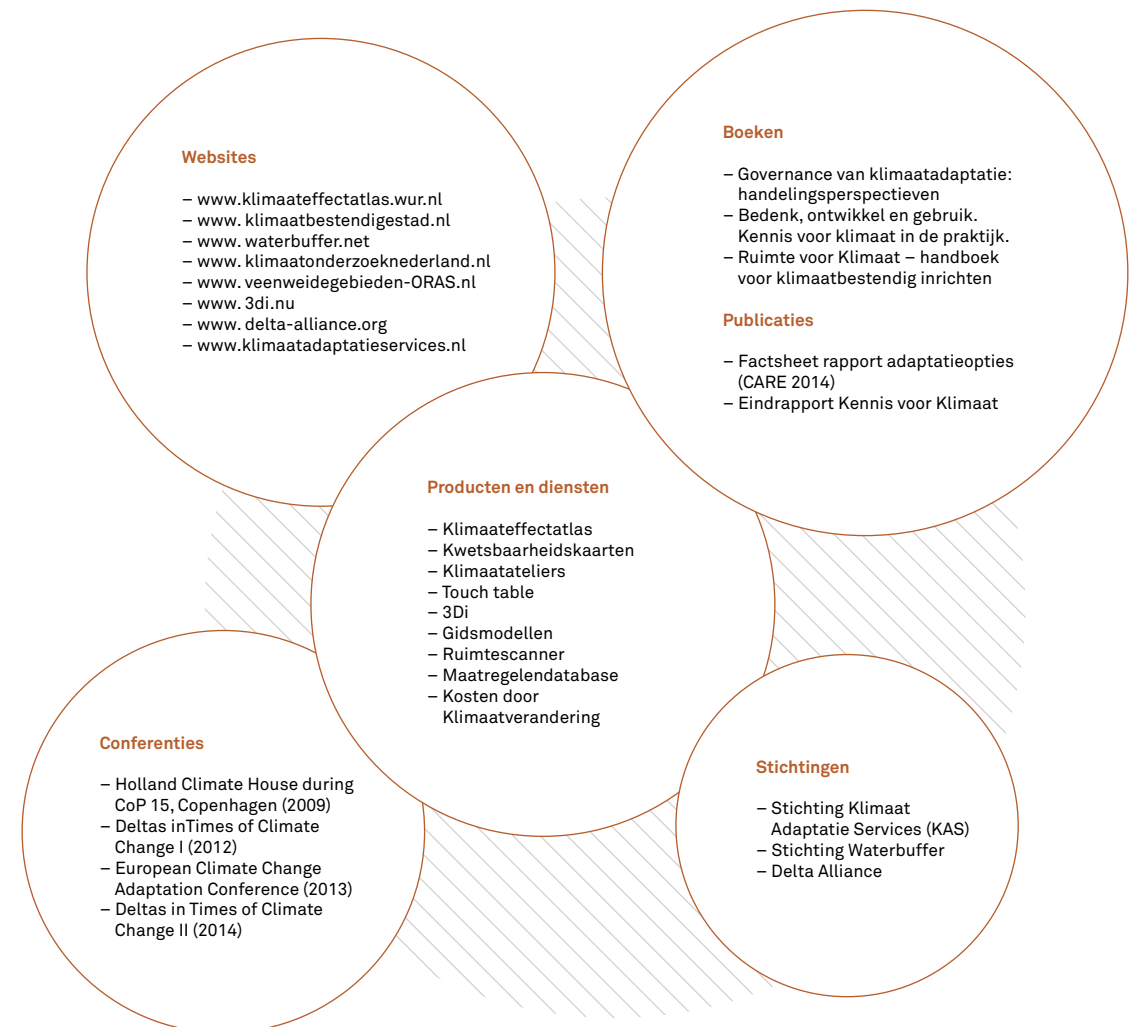 Websites
– www.klimaateffectatlas.wur.nl
– www. klimaatbestendigestad.nl
– www. waterbuffer.net
– www. klimaatonderzoeknederland.nl
– www. veenweidegebieden-ORAS.nl
– www. 3di.nu
– www. delta-alliance.org
– www.klimaatadaptatieservices.nl
Boeken
– Governance van klimaatadaptatie:
handelingsperspectieven
– Bedenk, ontwikkel en gebruik.
Kennis voor klimaat in de praktijk.
– Ruimte voor Klimaat – handboek
voor klimaatbestendig inrichten
Publicaties
– Factsheet rapport adaptatieopties
(CARE 2014)
– Eindrapport Kennis voor Klimaat
Producten en diensten
– Klimaateffectatlas
– Kwetsbaarheidskaarten
– Klimaatateliers
– Touch table
– 3Di
– Gidsmodellen
– Ruimtescanner
– Maatregelendatabase
– Kosten door
Klimaatverandering
Conferenties
– Holland Climate House during
CoP 15, Copenhagen (2009)
– Deltas inTimes of Climate
Change I (2012)
– European Climate Change
Adaptation Conference (2013)
– Deltas in Times of Climate
Change II (2014)
Stichtingen
– Stichting Klimaat
Adaptatie Services (KAS)
– Stichting Waterbuffer
– Delta Alliance